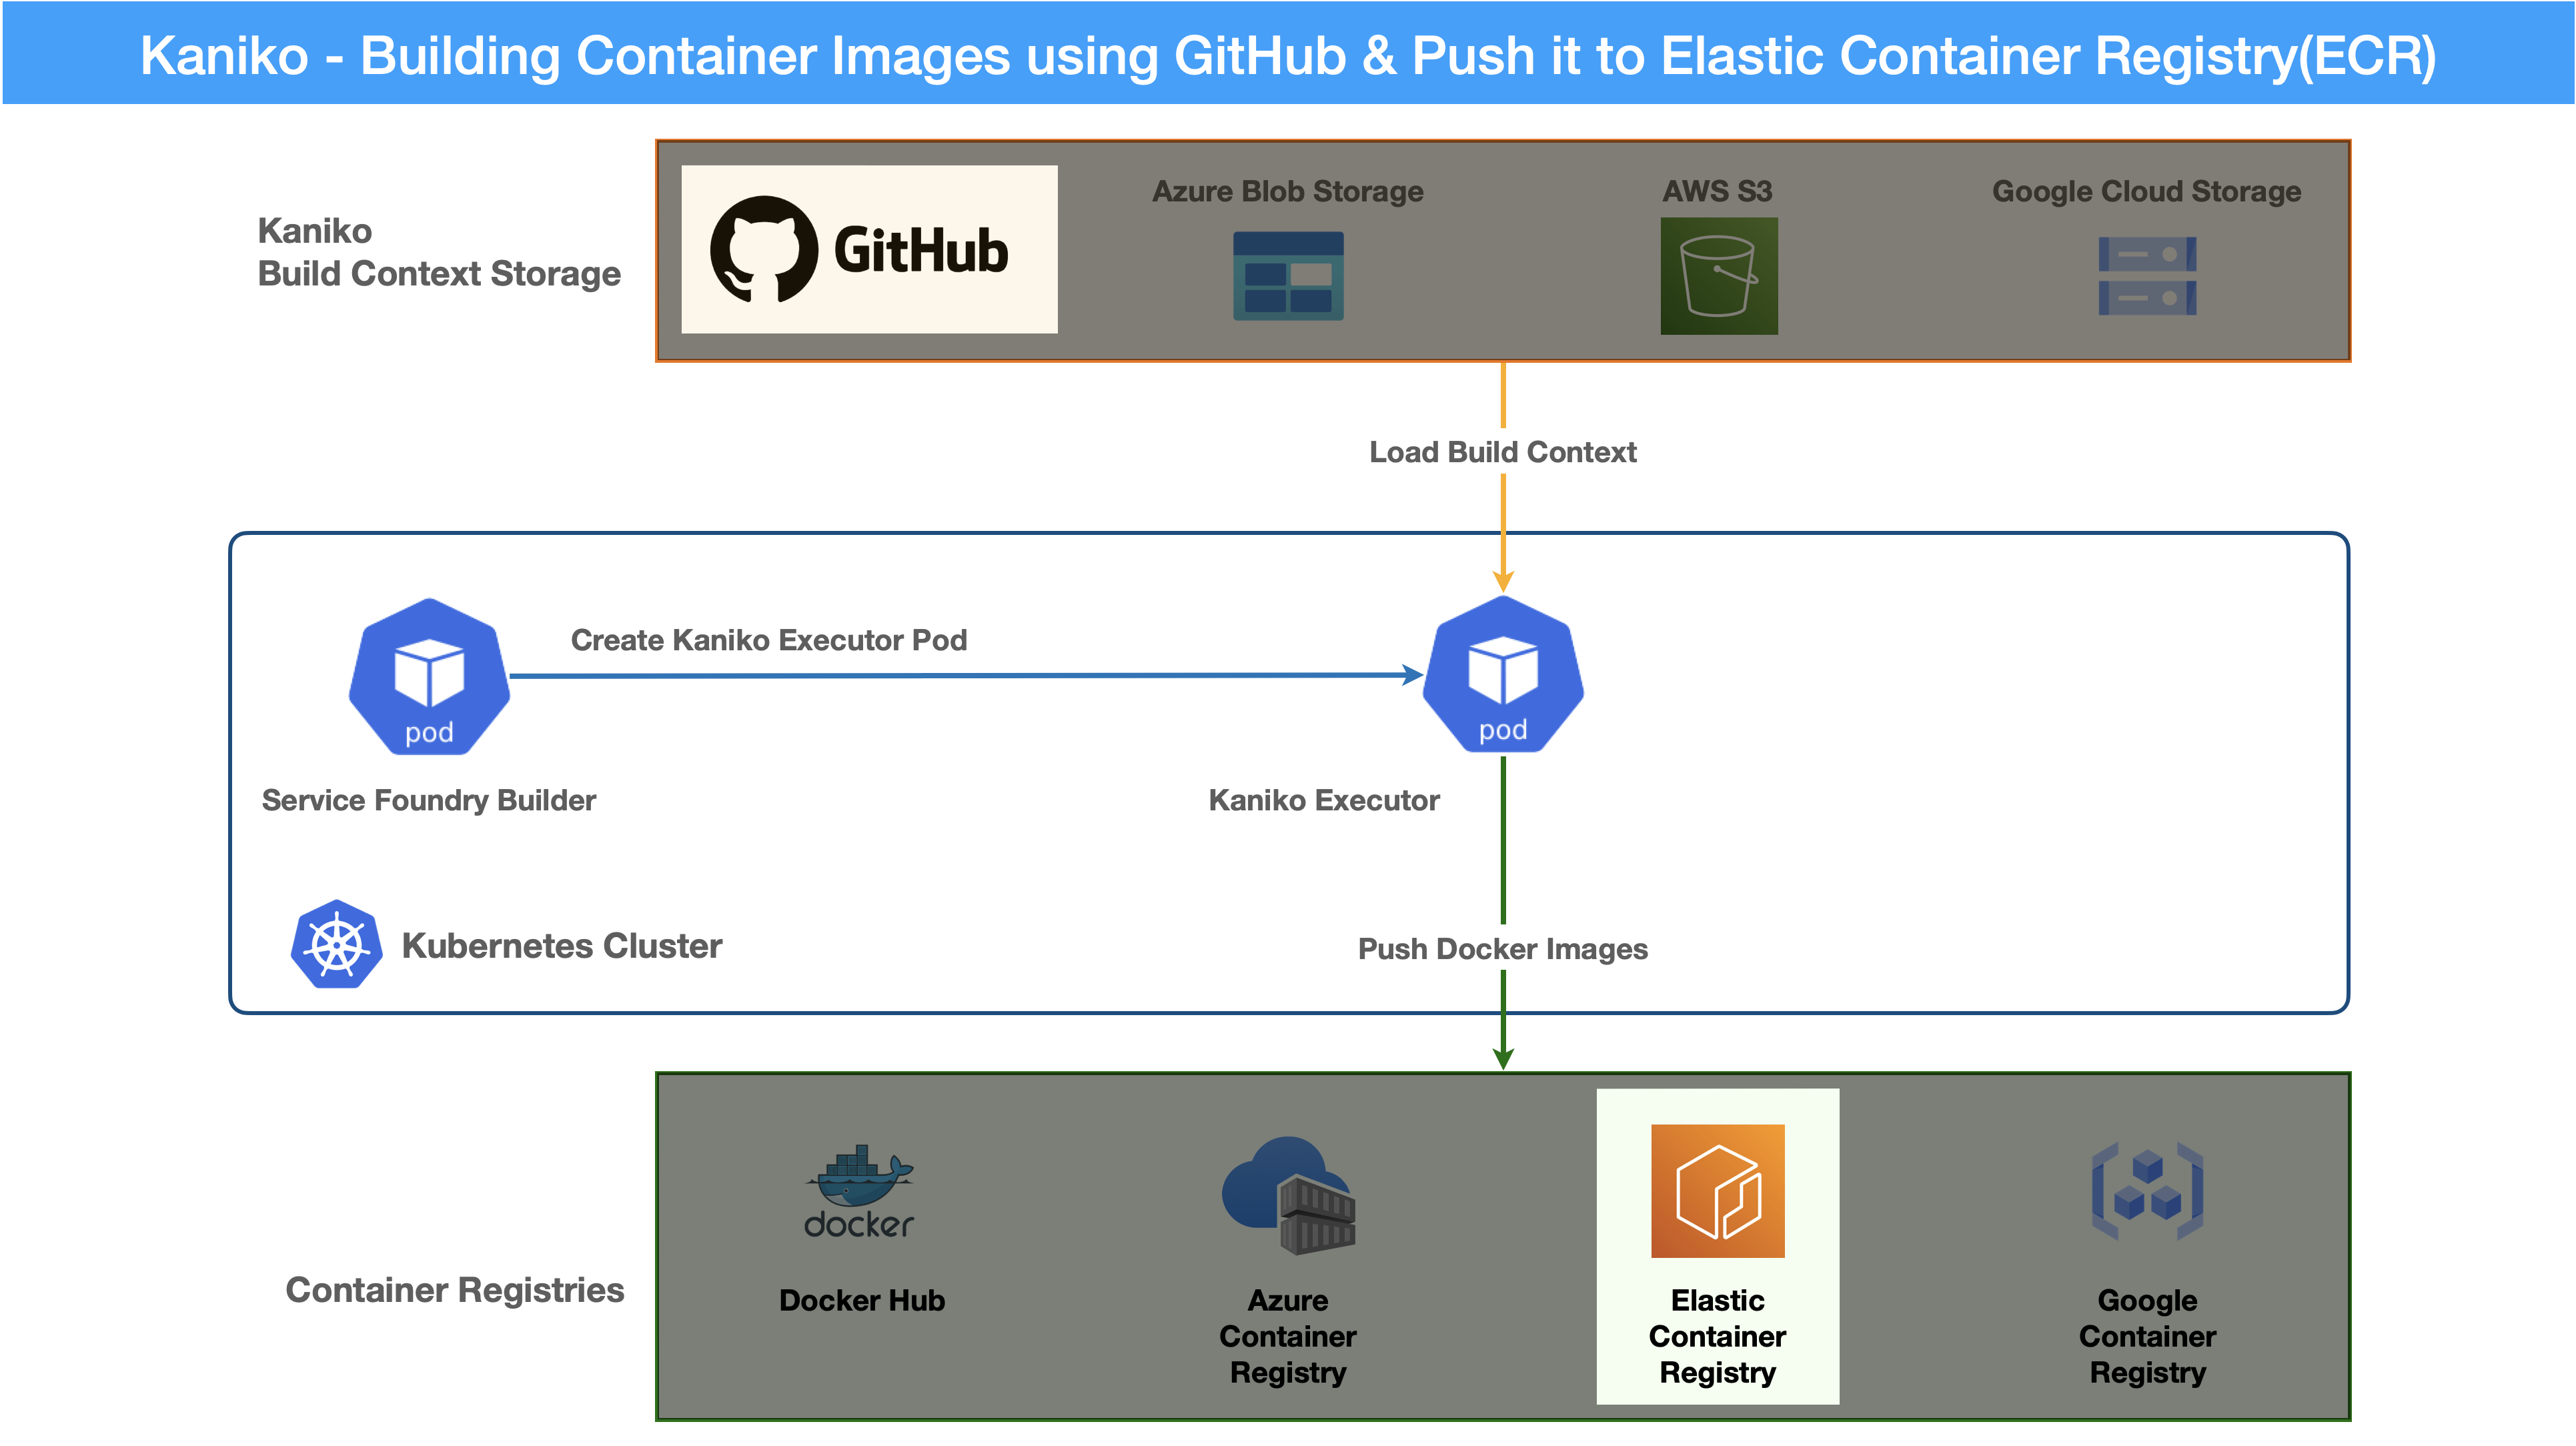 Kaniko - Building Container Images using GitHub & Push it to Elastic Container Registry(ECR)
Kaniko
Build Context Storage
GitHub
Azure Blob Storage
AWS S3
Google Cloud Storage
Load Build Context
Create Kaniko Executor Pod
pod
pod
Service Foundry Builder
Kaniko Executor
Kubernetes Cluster
Push Docker Images
Container Registries
docker
Docker Hub
Azure
Container
Registry
Elastic
Container
Registry
Google
Container
Registry